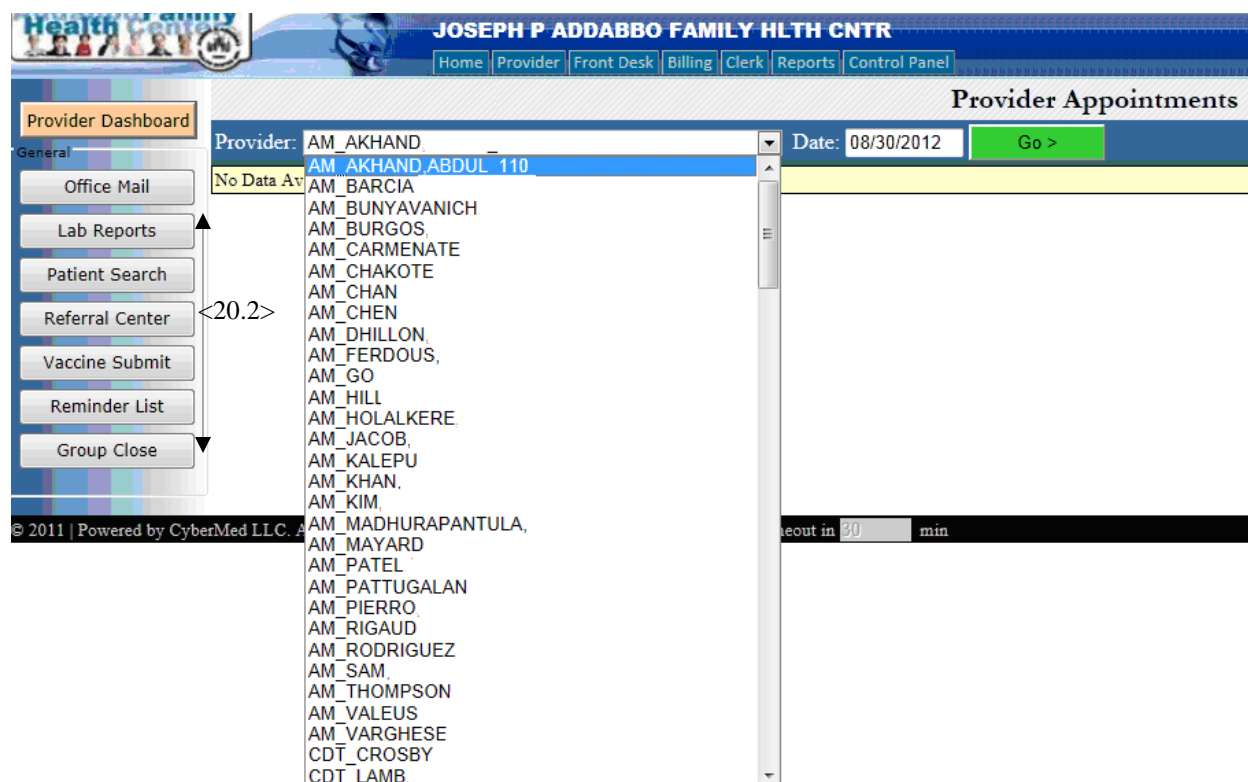 Health Center
JOSEPH P ADDABBO FAMILY HLTH CNTR
Home Provider Front Desk Billing Clerk Reports Control Panel
Provider Appointments
Provider Dashboard
Provider: AM_AKHAND, _ Date: 08/30/2012 Go >
General
Office Mail
Lab Reports
Patient Search
Referral Center
<20.2>
Vaccine Submit
Reminder List
Group Close
No Data Av
AM_AKHAND,ABDUL_110
AM_BARCIA
AM_BUNYAVANICH
AM_BURGOS,
AM_CARMENATE
AM_CHAKOTE
AM_CHAN
AM_CHEN
AM_DHILLON,
AM_FERDOUS,
AM_GO
AM_HILL
AM_HOLALKERE,
AM_JACOB,
AM_KALEPU
AM_KHAN,
AM_KIM,
AM_MADHURAPANTULA,
AM_MAYARD
AM_PATEL
AM_PATTUGALAN
AM_PIERRO,
AM_RIGAUD
AM_RODRIGUEZ
AM_SAM,
AM_THOMPSON
AM_VALEUS
AM_VARGHESE
CDT_CROSBY
CDT_LAMB,
© 2011 | Powered by CyberMed LLC. A
eout in 30 min